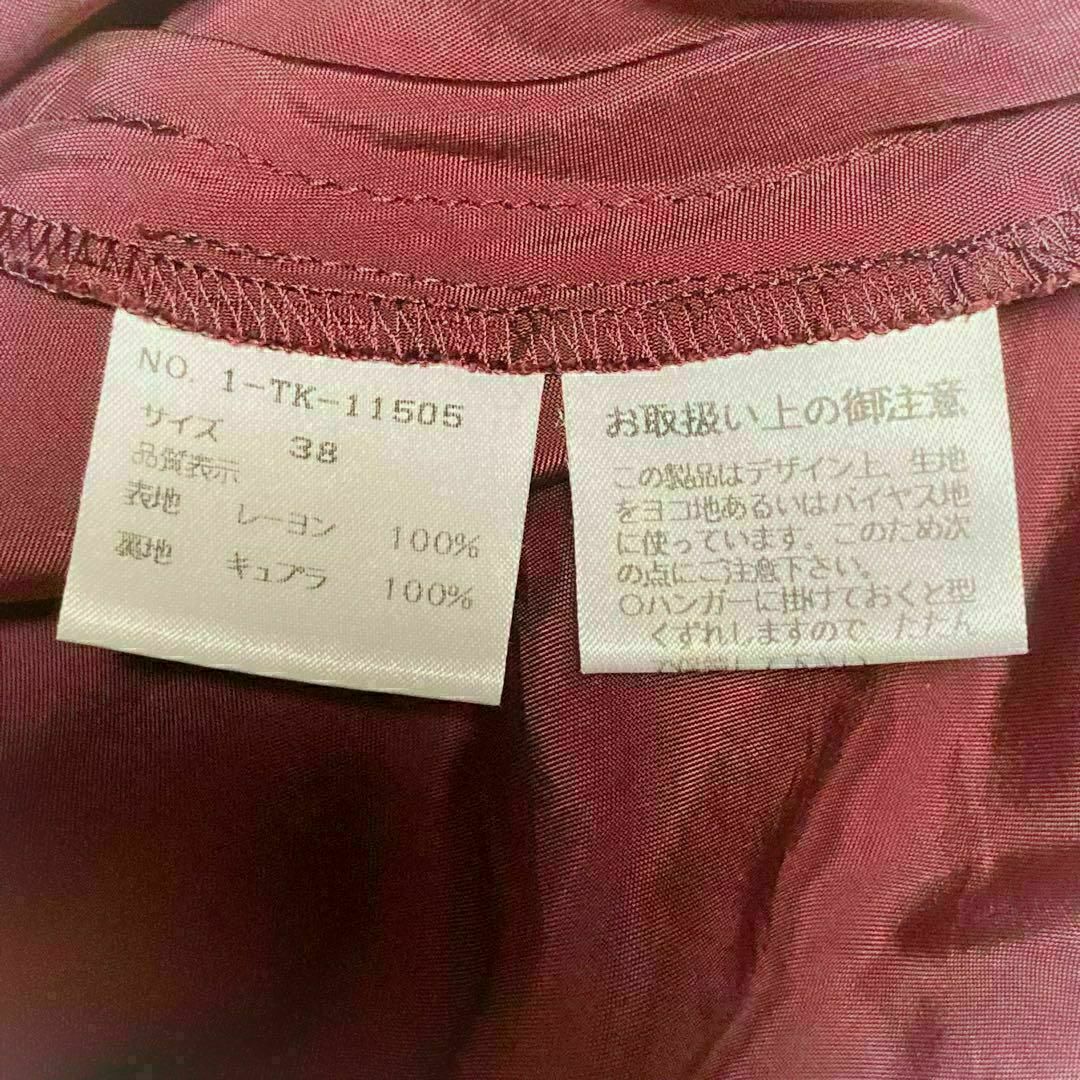 NO. 1-TK-11505
サイズ 38
品質表示
表地 レーヨン 100%
裏地 キュプラ 100%
お取扱い上の御注意
この製品はデザイン上、生地
をヨコ地あるいはバイヤス地
に使っています。このため次
の点にご注意下さい。
○ハンガーに掛けておくと型
くずれしますので、たたん